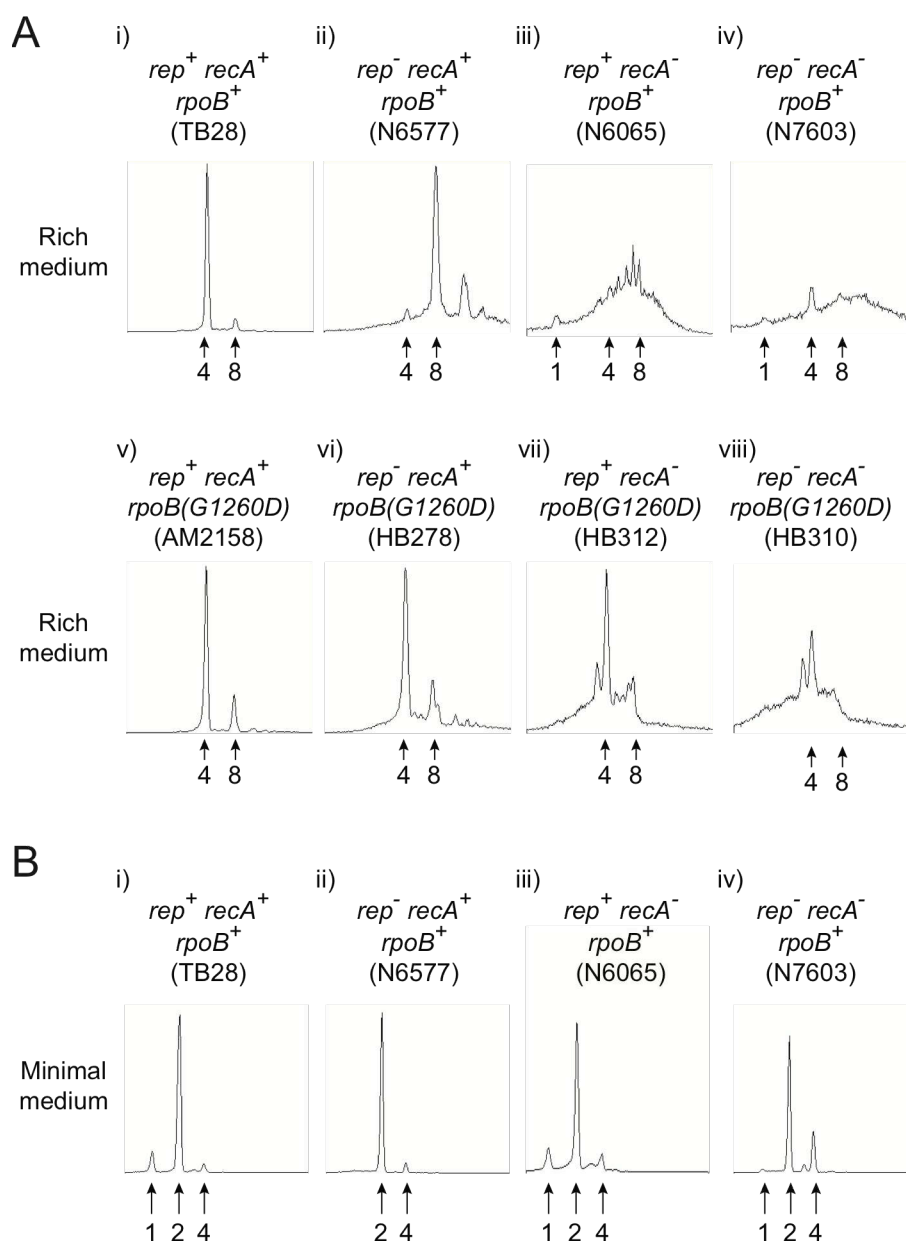 A
i) ii) iii) iv)
rep+ recA+ rep- recA+ rep+ recA- rep- recA-
rpoB+ rpoB+ rpoB+ rpoB+
(TB28) (N6577) (N6065) (N7603)
Rich
medium
4 8 4 8 1 4 8 1 4 8
v) vi) vii) viii)
rep+ recA+ rep- recA+ rep+ recA- rep- recA-
rpoB(G1260D) rpoB(G1260D) rpoB(G1260D) rpoB(G1260D)
(AM2158) (HB278) (HB312) (HB310)
Rich
medium
4 8 4 8 4 8 4 8
B
i) ii) iii) iv)
rep+ recA+ rep- recA+ rep+ recA- rep- recA-
rpoB+ rpoB+ rpoB+ rpoB+
(TB28) (N6577) (N6065) (N7603)
Minimal
medium
1 2 4 2 4 1 2 4 1 2 4